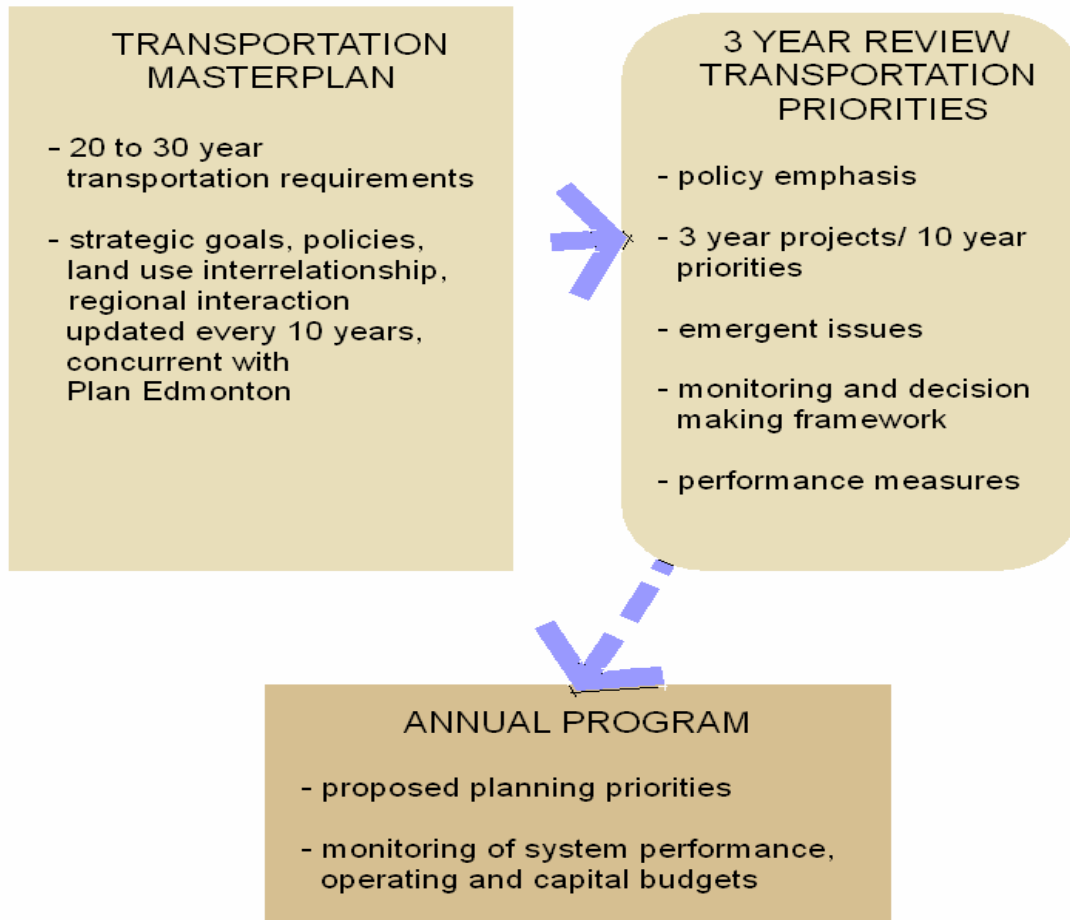 TRANSPORTATION
MASTERPLAN
- 20 to 30 year
transportation requirements
- strategic goals, policies,
land use interrelationship,
regional interaction
updated every 10 years,
concurrent with
Plan Edmonton
3 YEAR REVIEW
TRANSPORTATION
PRIORITIES
- policy emphasis
- 3 year projects/ 10 year
priorities
- emergent issues
- monitoring and decision
making framework
- performance measures
ANNUAL PROGRAM
- proposed planning priorities
- monitoring of system performance,
operating and capital budgets